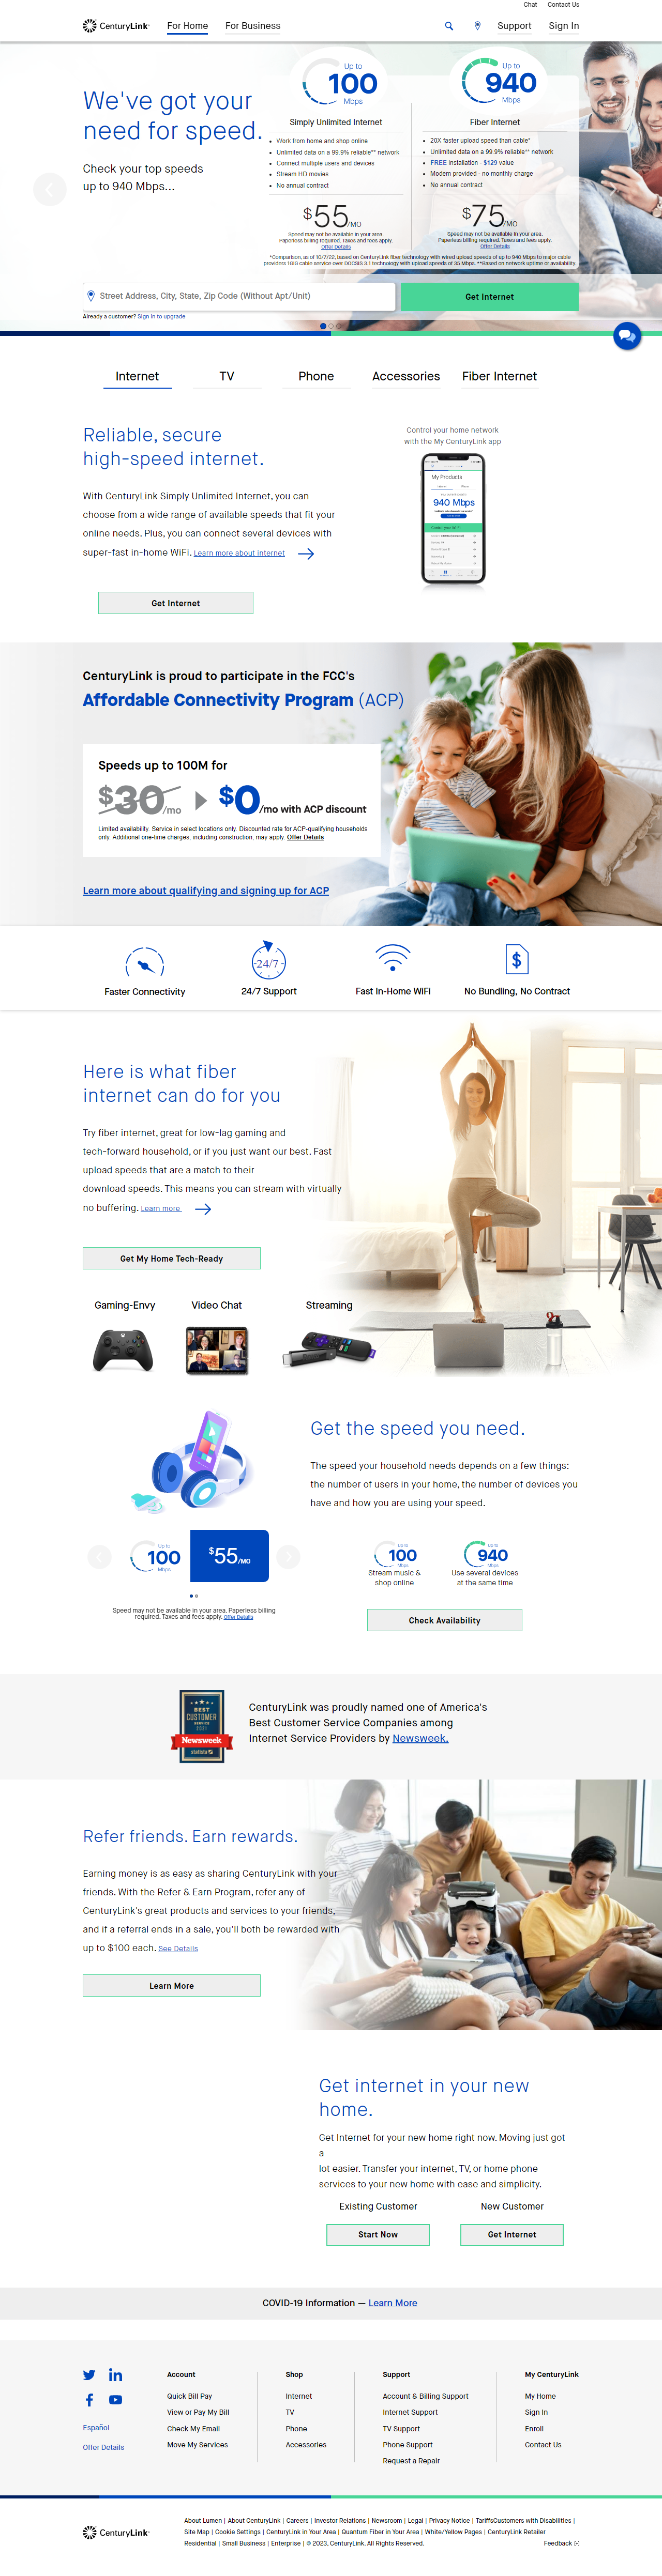 Chat Contact Us
CenturyLink For Home For Business Support Sign In
We've got your
need for speed.
Check your top speeds
up to 940 Mbps...
Up to
100
Mbps
Simply Unlimited Internet
• Work from home and shop online
• Unlimited data on a 99.9% reliable** network
• Connect multiple users and devices
• Stream HD movies
• No annual contract
$55/MO
Speed may not be available in your area.
Paperless billing required. Taxes and fees apply.
Offer Details
Up to
940
Mbps
Fiber Internet
• 20X faster upload speed than cable*
• Unlimited data on a 99.9% reliable** network
• FREE installation - $129 value
• Modem provided - no monthly charge
• No annual contract
$75/MO
Speed may not be available in your area.
Paperless billing required. Taxes and fees apply.
Offer Details
*Comparison, as of 10/7/22, based on CenturyLink fiber technology with wired upload speeds of up to 940 Mbps to major cable
providers 1GIG cable service over DOCSIS 3.1 technology with upload speeds of 35 Mbps. **Based on network uptime or availability.
Street Address, City, State, Zip Code (Without Apt/Unit)
Get Internet
Already a customer? Sign in to upgrade
Internet TV Phone Accessories Fiber Internet
Reliable, secure
high-speed internet.
With CenturyLink Simply Unlimited Internet, you can
choose from a wide range of available speeds that fit your
online needs. Plus, you can connect several devices with
super-fast in-home WiFi. Learn more about internet
Get Internet
Control your home network
with the My CenturyLink app
My Products
940 Mbps
CenturyLink is proud to participate in the FCC's
Affordable Connectivity Program (ACP)
Speeds up to 100M for
$30/mo $0/mo with ACP discount
Limited availability. Service in select locations only. Discounted rate for ACP-qualifying households
only. Additional one-time charges, including construction, may apply. Offer Details
Learn more about qualifying and signing up for ACP
24/7
Faster Connectivity 24/7 Support Fast In-Home WiFi No Bundling, No Contract
Here is what fiber
internet can do for you
Try fiber internet, great for low-lag gaming and
tech-forward household, or if you just want our best. Fast
upload speeds that are a match to their
download speeds. This means you can stream with virtually
no buffering. Learn more
Get My Home Tech-Ready
Gaming-Envy Video Chat Streaming
Get the speed you need.
The speed your household needs depends on a few things:
the number of users in your home, the number of devices you
have and how you are using your speed.
Up to
100
Mbps
$55/MO
Speed may not be available in your area. Paperless billing
required. Taxes and fees apply. Offer Details
Up to
100
Mbps
Stream music &
shop online
Up to
940
Mbps
Use several devices
at the same time
Check Availability
BEST
CUSTOMER
SERVICE
2021
Newsweek
statista
CenturyLink was proudly named one of America's
Best Customer Service Companies among
Internet Service Providers by Newsweek.
Refer friends. Earn rewards.
Earning money is as easy as sharing CenturyLink with your
friends. With the Refer & Earn Program, refer any of
CenturyLink's great products and services to your friends,
and if a referral ends in a sale, you'll both be rewarded with
up to $100 each. See Details
Learn More
Get internet in your new
home.
Get Internet for your new home right now. Moving just got
a
lot easier. Transfer your internet, TV, or home phone
services to your new home with ease and simplicity.
Existing Customer New Customer
Start Now Get Internet
COVID-19 Information — Learn More
Español
Offer Details
Account
Quick Bill Pay
View or Pay My Bill
Check My Email
Move My Services
Shop
Internet
TV
Phone
Accessories
Support
Account & Billing Support
Internet Support
TV Support
Phone Support
Request a Repair
My CenturyLink
My Home
Sign In
Enroll
Contact Us
CenturyLink
About Lumen | About CenturyLink | Careers | Investor Relations | Newsroom | Legal | Privacy Notice | TariffsCustomers with Disabilities |
Site Map | Cookie Settings | CenturyLink in Your Area | Quantum Fiber in Your Area | White/Yellow Pages | CenturyLink Retailer
Residential | Small Business | Enterprise | © 2023, CenturyLink. All Rights Reserved.
Feedback [+]